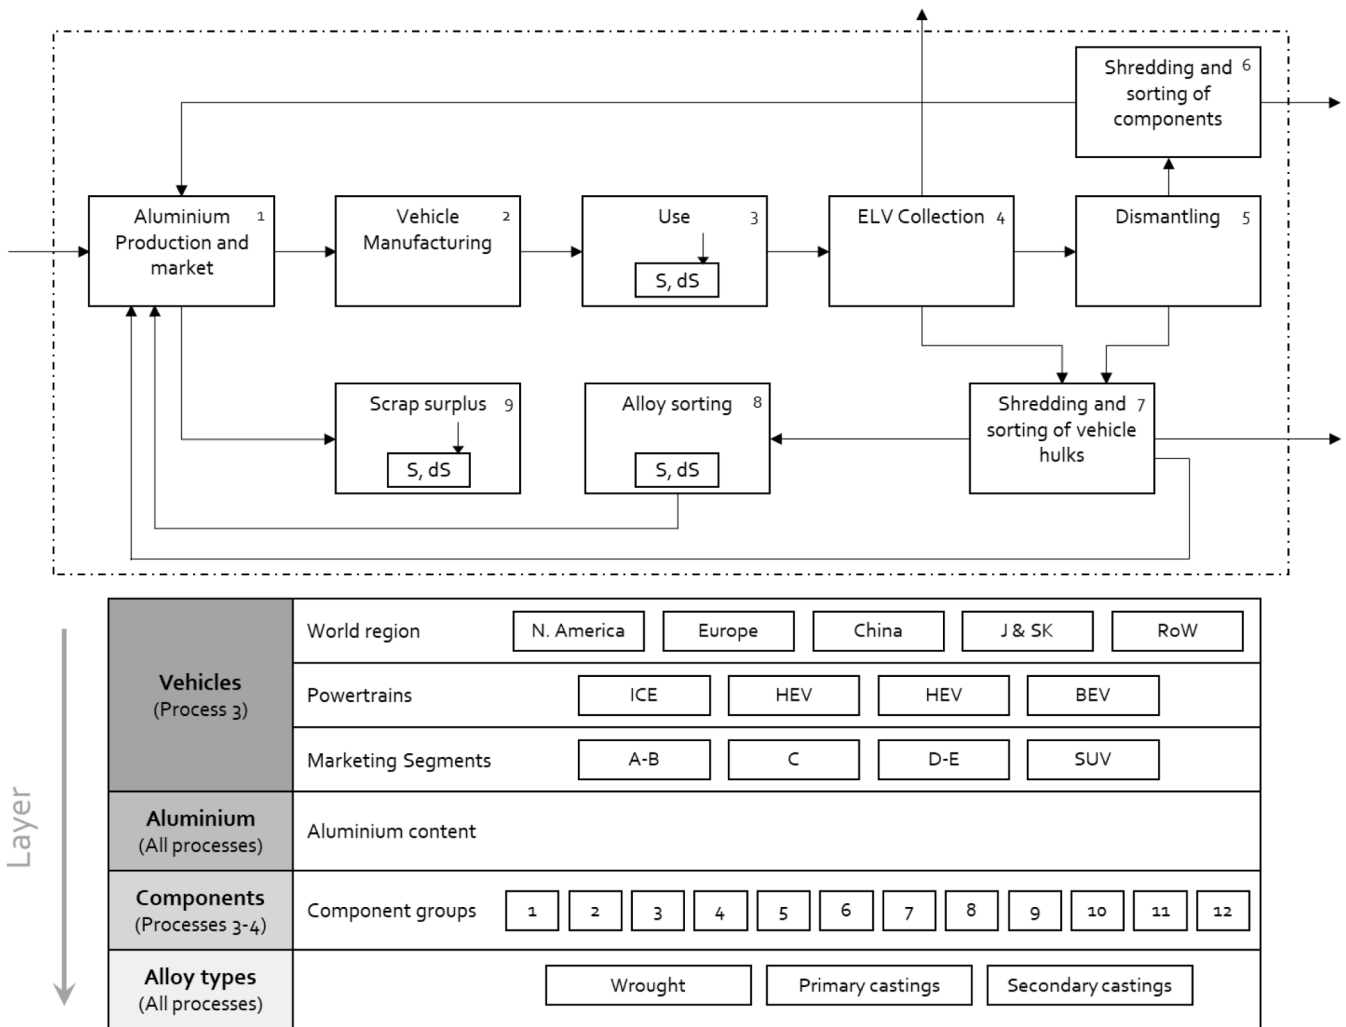 Shredding and 6
sorting of
components
Aluminium 1
Production and
market
Vehicle 2
Manufacturing
Use 3
S, dS
ELV Collection 4
Dismantling 5
Scrap surplus 9
S, dS
Alloy sorting 8
S, dS
Shredding and 7
sorting of vehicle
hulks
Layer
Vehicles
(Process 3)
World region N. America Europe China J & SK RoW
Powertrains ICE HEV HEV BEV
Marketing Segments A-B C D-E SUV
Aluminium
(All processes)
Aluminium content
Components
(Processes 3-4)
Component groups 1 2 3 4 5 6 7 8 9 10 11 12
Alloy types
(All processes)
Wrought Primary castings Secondary castings